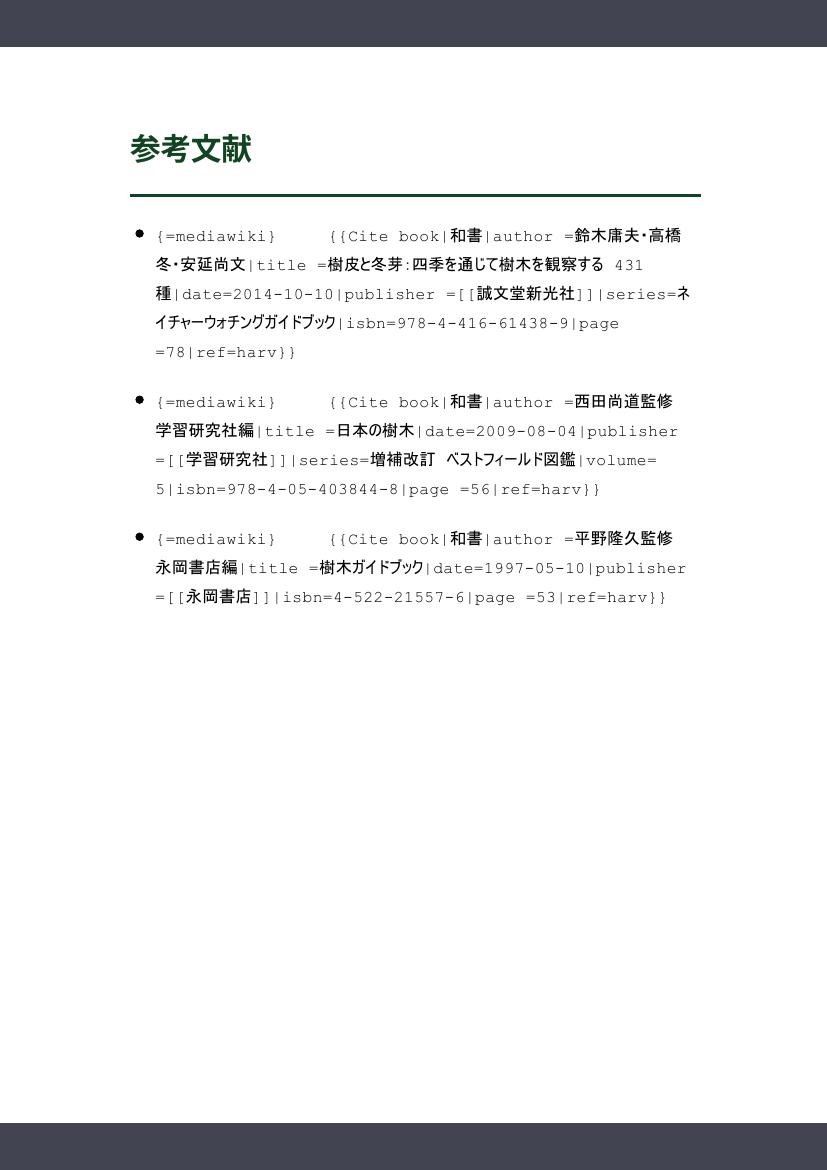 参考文献
• {=mediawiki} {{Cite book|和書|author =鈴木庸夫・高橋
冬・安延尚文|title =樹皮と冬芽:四季を通じて樹木を観察する 431
種|date=2014-10-10|publisher =[[誠文堂新光社]]|series=ネ
イチャーウォチングガイドブック|isbn=978-4-416-61438-9|page
=78|ref=harv}}
• {=mediawiki} {{Cite book|和書|author =西田尚道監修
学習研究社編|title =日本の樹木|date=2009-08-04|publisher
=[[学習研究社]]|series=増補改訂 ベストフィールド図鑑|volume=
5|isbn=978-4-05-403844-8|page =56|ref=harv}}
• {=mediawiki} {{Cite book|和書|author =平野隆久監修
永岡書店編|title =樹木ガイドブック|date=1997-05-10|publisher
=[[永岡書店]]|isbn=4-522-21557-6|page =53|ref=harv}}